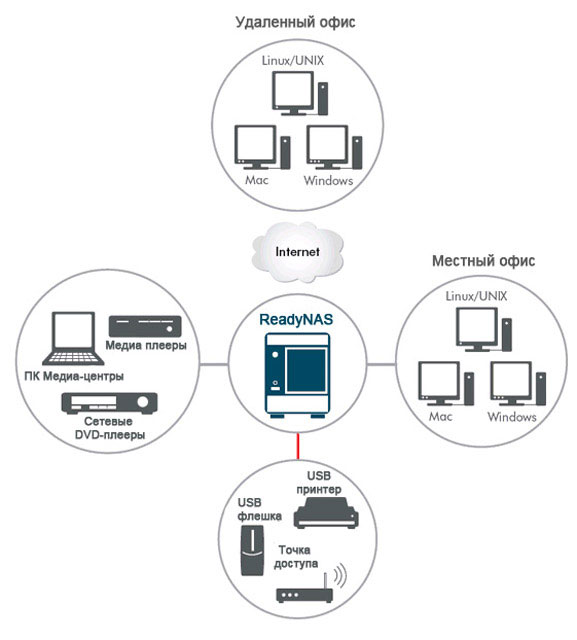 Удаленный офис
Linux/UNIX
Mac
Windows
Internet
Местный офис
Linux/UNIX
Mac
Windows
ReadyNAS
Медиа плееры
ПК Медиа-центры
Сетевые
DVD-плееры
USB
принтер
USB
флешка
Точка
доступа